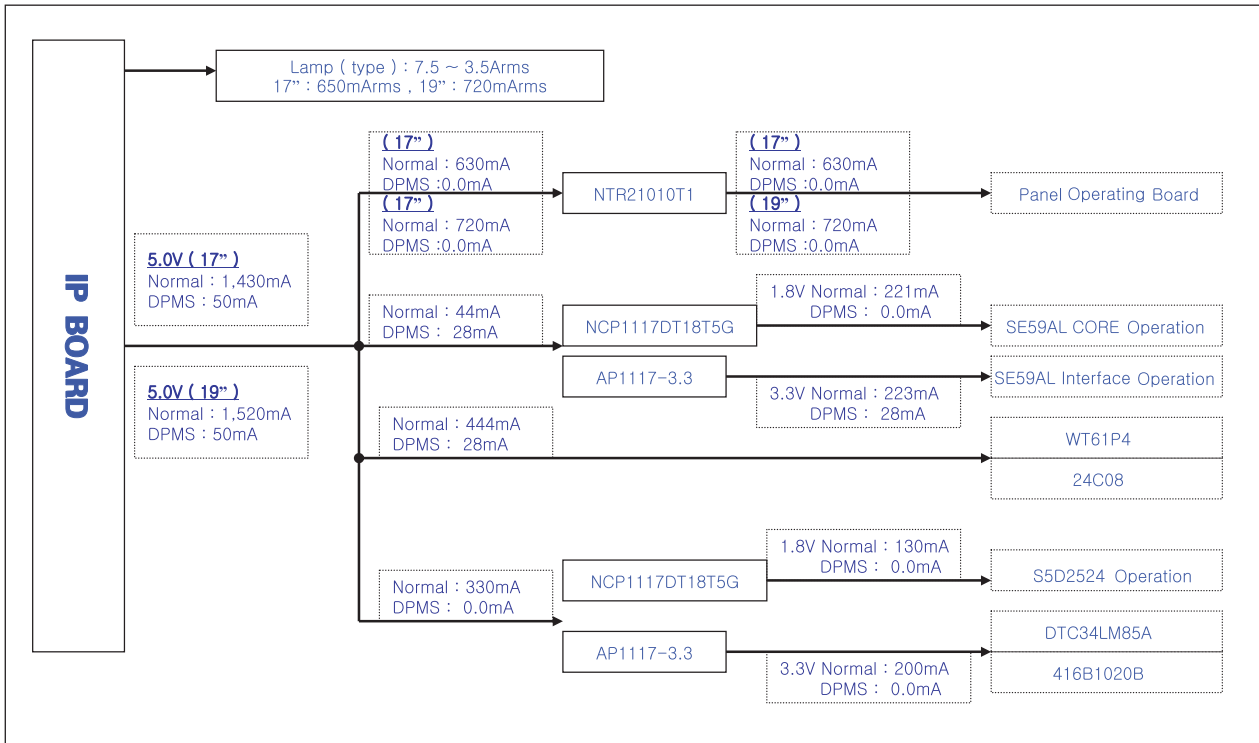 IP BOARD
Lamp ( type ) : 7.5 ~ 3.5Arms
17” : 650mArms , 19” : 720mArms
5.0V ( 17” )
Normal : 1,430mA
DPMS : 50mA
5.0V ( 19” )
Normal : 1,520mA
DPMS : 50mA
( 17” )
Normal : 630mA
DPMS :0.0mA
( 17” )
Normal : 720mA
DPMS :0.0mA
NTR21010T1
( 17” )
Normal : 630mA
DPMS :0.0mA
( 19” )
Normal : 720mA
DPMS :0.0mA
Panel Operating Board
Normal : 44mA
DPMS : 28mA
NCP1117DT18T5G
1.8V Normal : 221mA
DPMS : 0.0mA
SE59AL CORE Operation
AP1117-3.3
3.3V Normal : 223mA
DPMS : 28mA
SE59AL Interface Operation
Normal : 444mA
DPMS : 28mA
WT61P4
24C08
Normal : 330mA
DPMS : 0.0mA
NCP1117DT18T5G
1.8V Normal : 130mA
DPMS : 0.0mA
S5D2524 Operation
AP1117-3.3
3.3V Normal : 200mA
DPMS : 0.0mA
DTC34LM85A
416B1020B